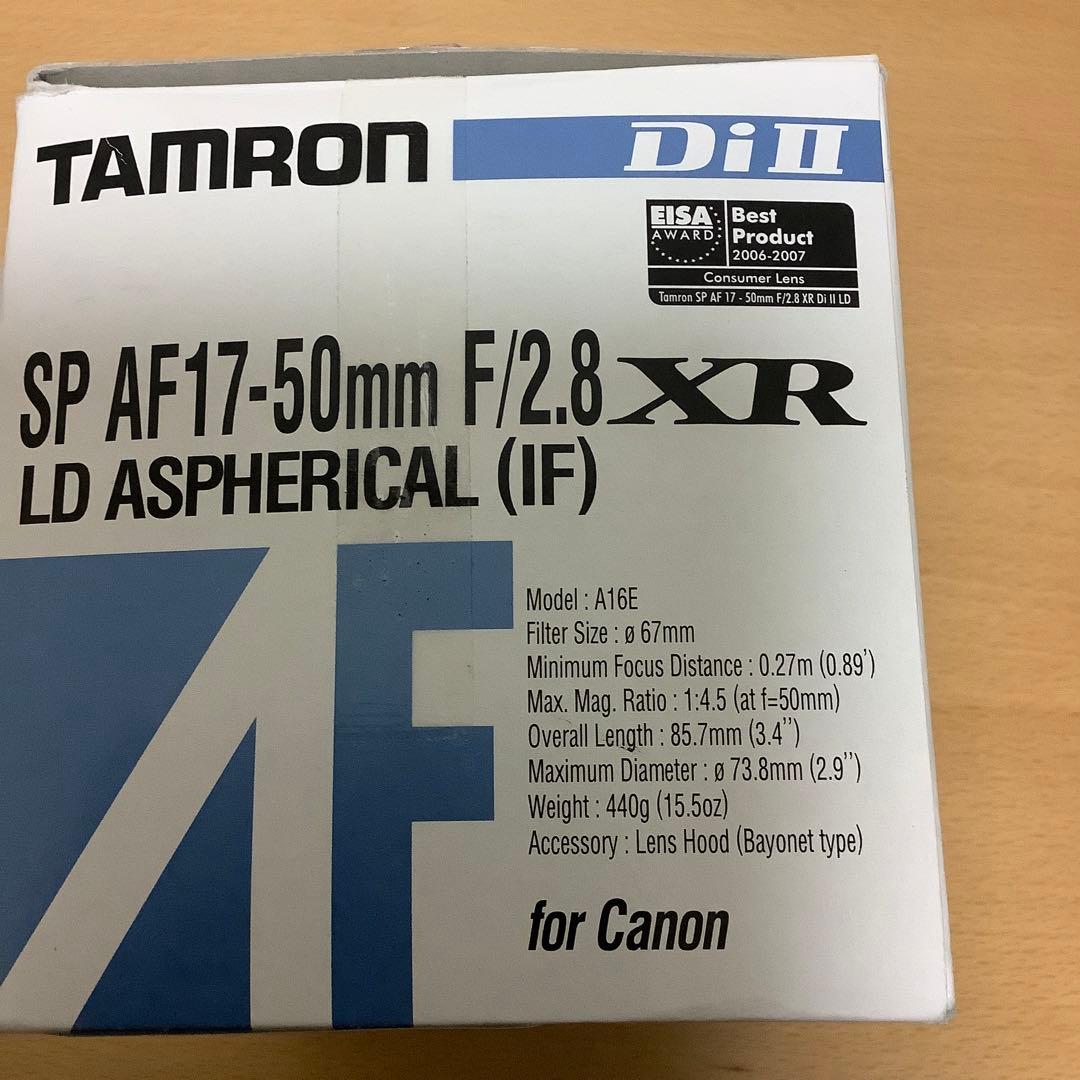 TAMRON Di II
EISA
AWARD
Best
Product
2006-2007
Consumer Lens
Tamron SP AF 17 - 50mm F/2.8 XR Di II LD
SP AF17-50mm F/2.8 XR
LD ASPHERICAL (IF)
AF
Model : A16E
Filter Size : ø 67mm
Minimum Focus Distance : 0.27m (0.89')
Max. Mag. Ratio : 1:4.5 (at f=50mm)
Overall Length : 85.7mm (3.4'')
Maximum Diameter : ø 73.8mm (2.9'')
Weight : 440g (15.5oz)
Accessory : Lens Hood (Bayonet type)
for Canon